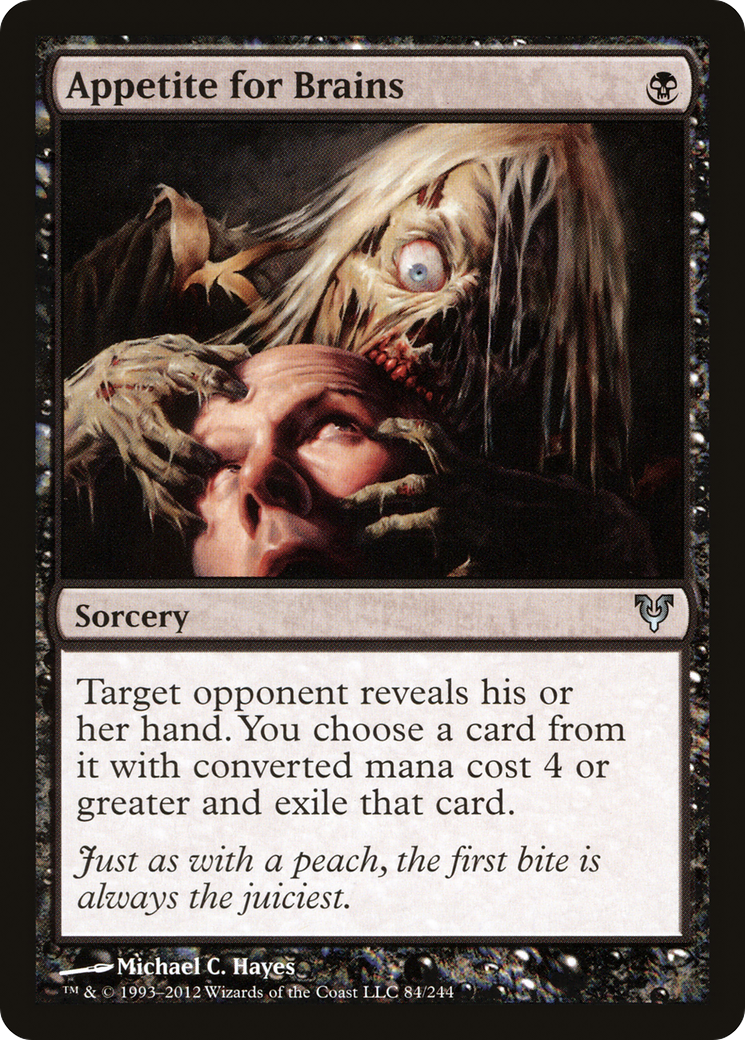 Appetite for Brains
Sorcery
Target opponent reveals his or
her hand. You choose a card from
it with converted mana cost 4 or
greater and exile that card.
Just as with a peach, the first bite is
always the juiciest.
Michael C. Hayes
™ & © 1993–2012 Wizards of the Coast LLC 84/244